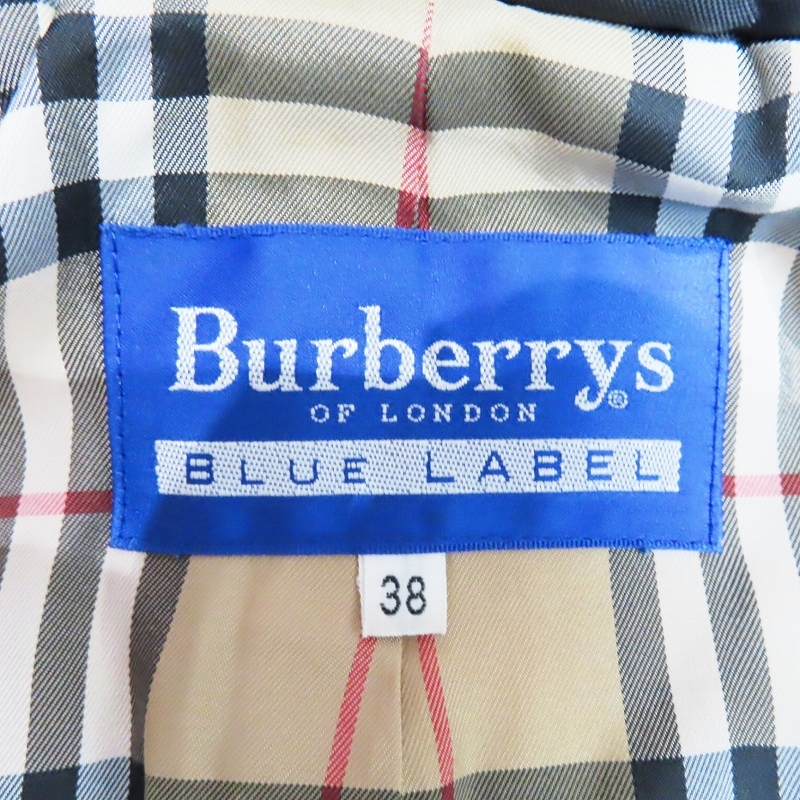 Burberrys®
OF LONDON
BLUE LABEL
38